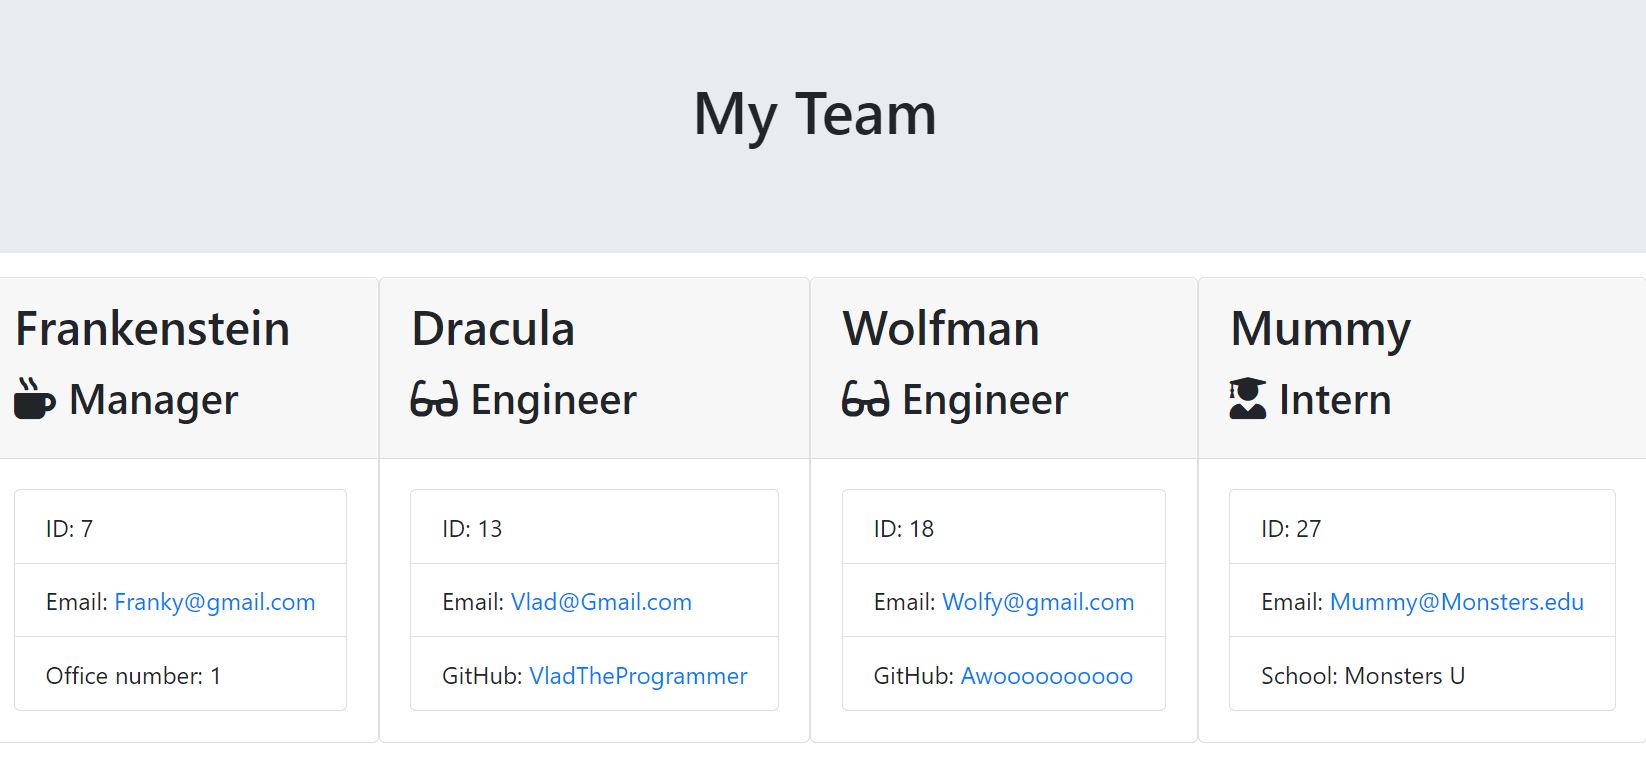 My Team
Frankenstein
Manager
ID: 7
Email: Franky@gmail.com
Office number: 1
Dracula
Engineer
ID: 13
Email: Vlad@Gmail.com
GitHub: VladTheProgrammer
Wolfman
Engineer
ID: 18
Email: Wolfy@gmail.com
GitHub: Awoooooooooo
Mummy
Intern
ID: 27
Email: Mummy@Monsters.edu
School: Monsters U